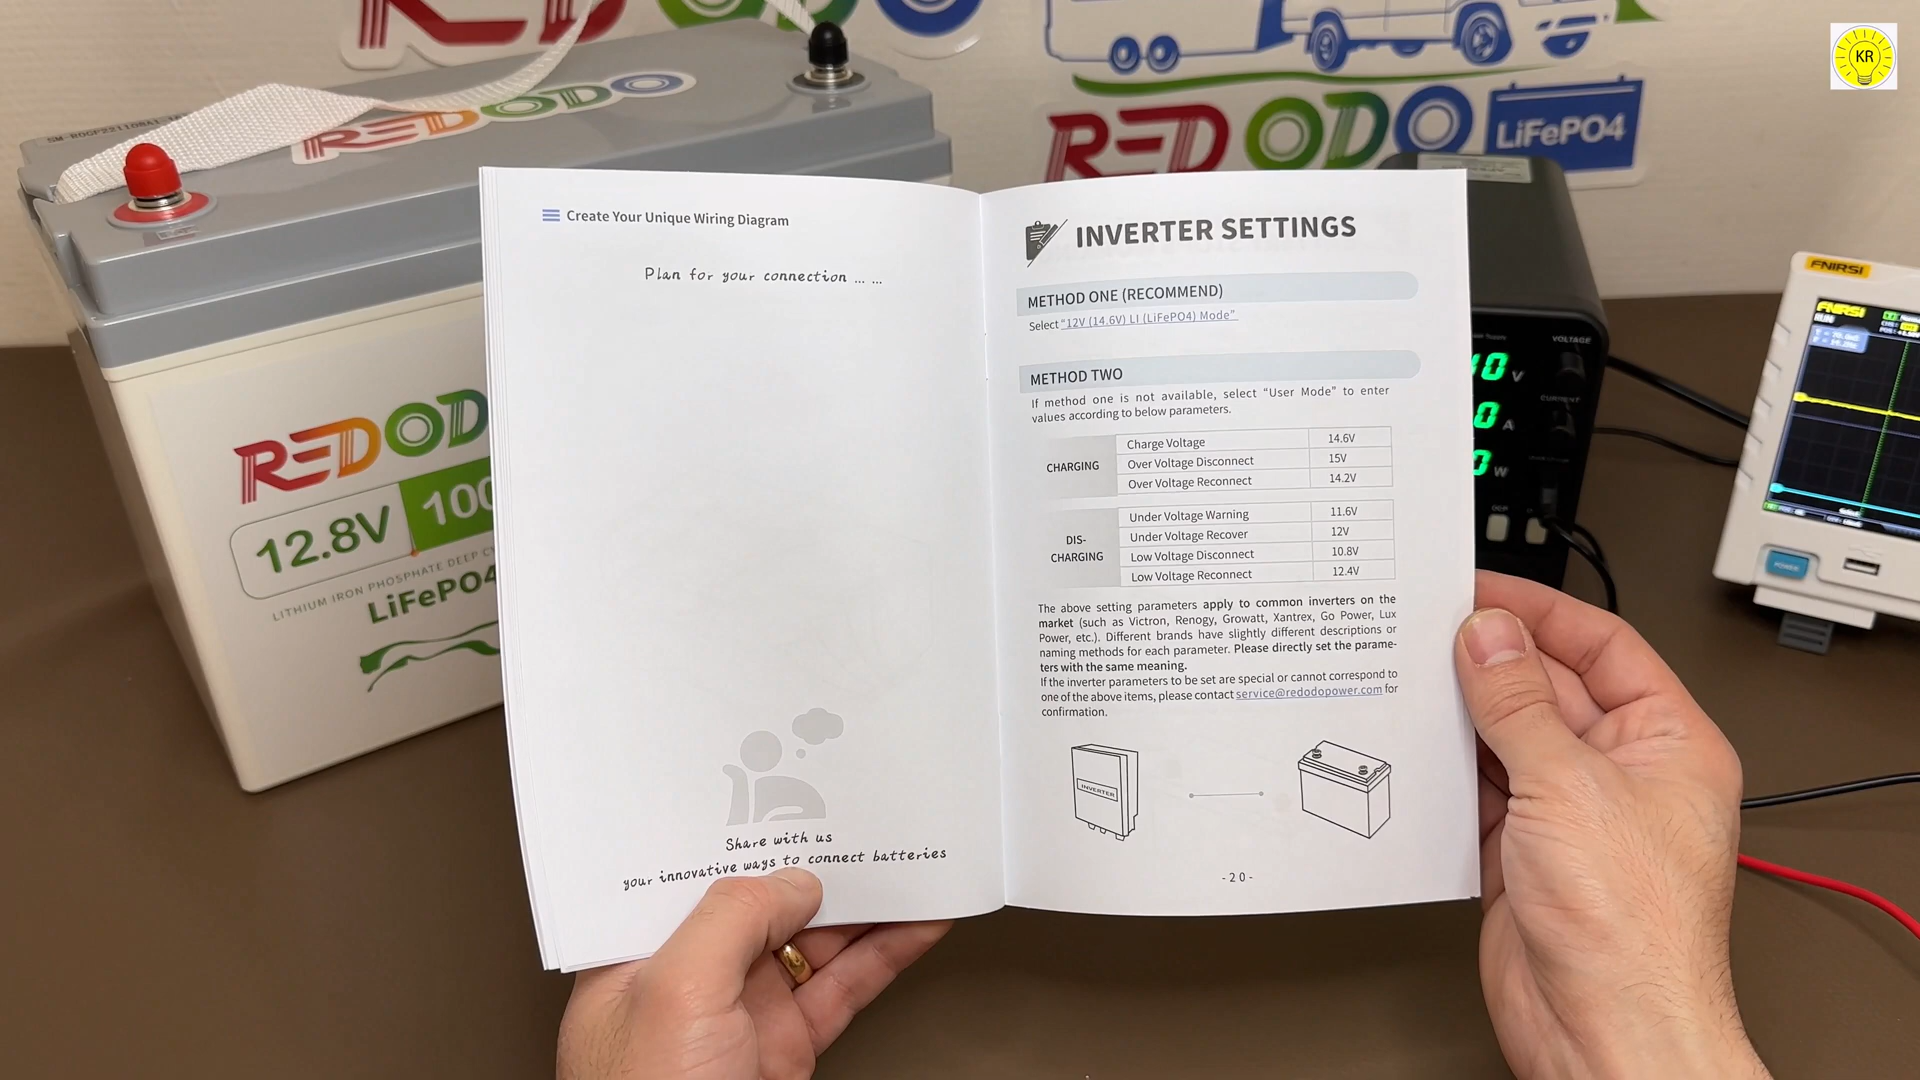 KR
REDODO
REDODO
LiFePO4
REDODO
REDODO
12.8V
LITHIUM IRON PHOSPHATE DEEP
LiFePO4
Create Your Unique Wiring Diagram
Plan for your connection ... ...
Share with us
your innovative ways to connect batteries
INVERTER SETTINGS
METHOD ONE (RECOMMEND)
Select "12V (14.6V) LI (LiFePO4) Mode"
METHOD TWO
If method one is not available, select "User Mode" to enter
values according to below parameters.
CHARGING
Charge Voltage 14.6V
Over Voltage Disconnect 15V
Over Voltage Reconnect 14.2V
DIS-
CHARGING
Under Voltage Warning 11.6V
Under Voltage Recover 12V
Low Voltage Disconnect 10.8V
Low Voltage Reconnect 12.4V
The above setting parameters apply to common inverters on the
market (such as Victron, Renogy, Growatt, Xantrex, Go Power, Lux
Power, etc.). Different brands have slightly different descriptions or
naming methods for each parameter. Please directly set the parame-
ters with the same meaning.
If the inverter parameters to be set are special or cannot correspond to
one of the above items, please contact service@redodopower.com for
confirmation.
INVERTER
-20-
VOLTAGE
CURRENT
V
A
W
FNIRSI
FNIRSI
POWER